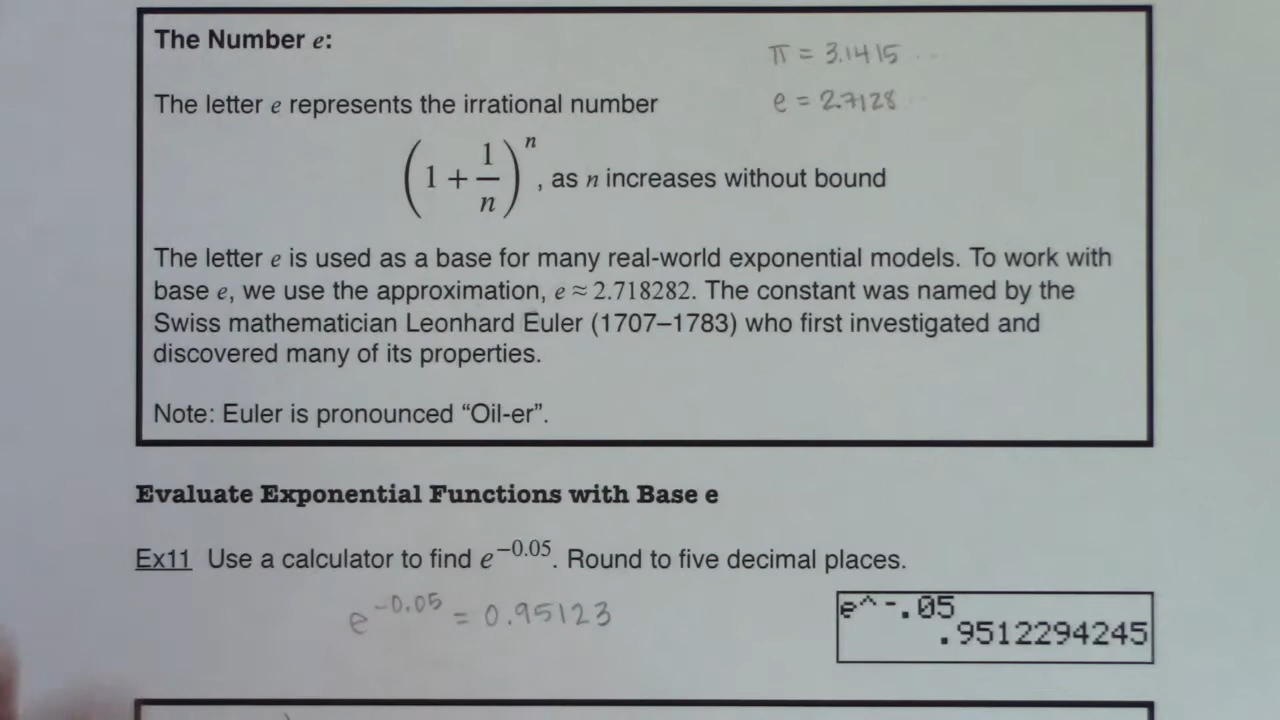 The Number e:
π = 3.1415 ...
The letter e represents the irrational number
e = 2.7128 ..
(1 + 1/n)^n, as n increases without bound
The letter e is used as a base for many real-world exponential models. To work with
base e, we use the approximation, e ≈ 2.718282. The constant was named by the
Swiss mathematician Leonhard Euler (1707–1783) who first investigated and
discovered many of its properties.
Note: Euler is pronounced “Oil-er”.
Evaluate Exponential Functions with Base e
Ex11 Use a calculator to find e^−0.05. Round to five decimal places.
e^-0.05 = 0.95123
e^-.05
.9512294245